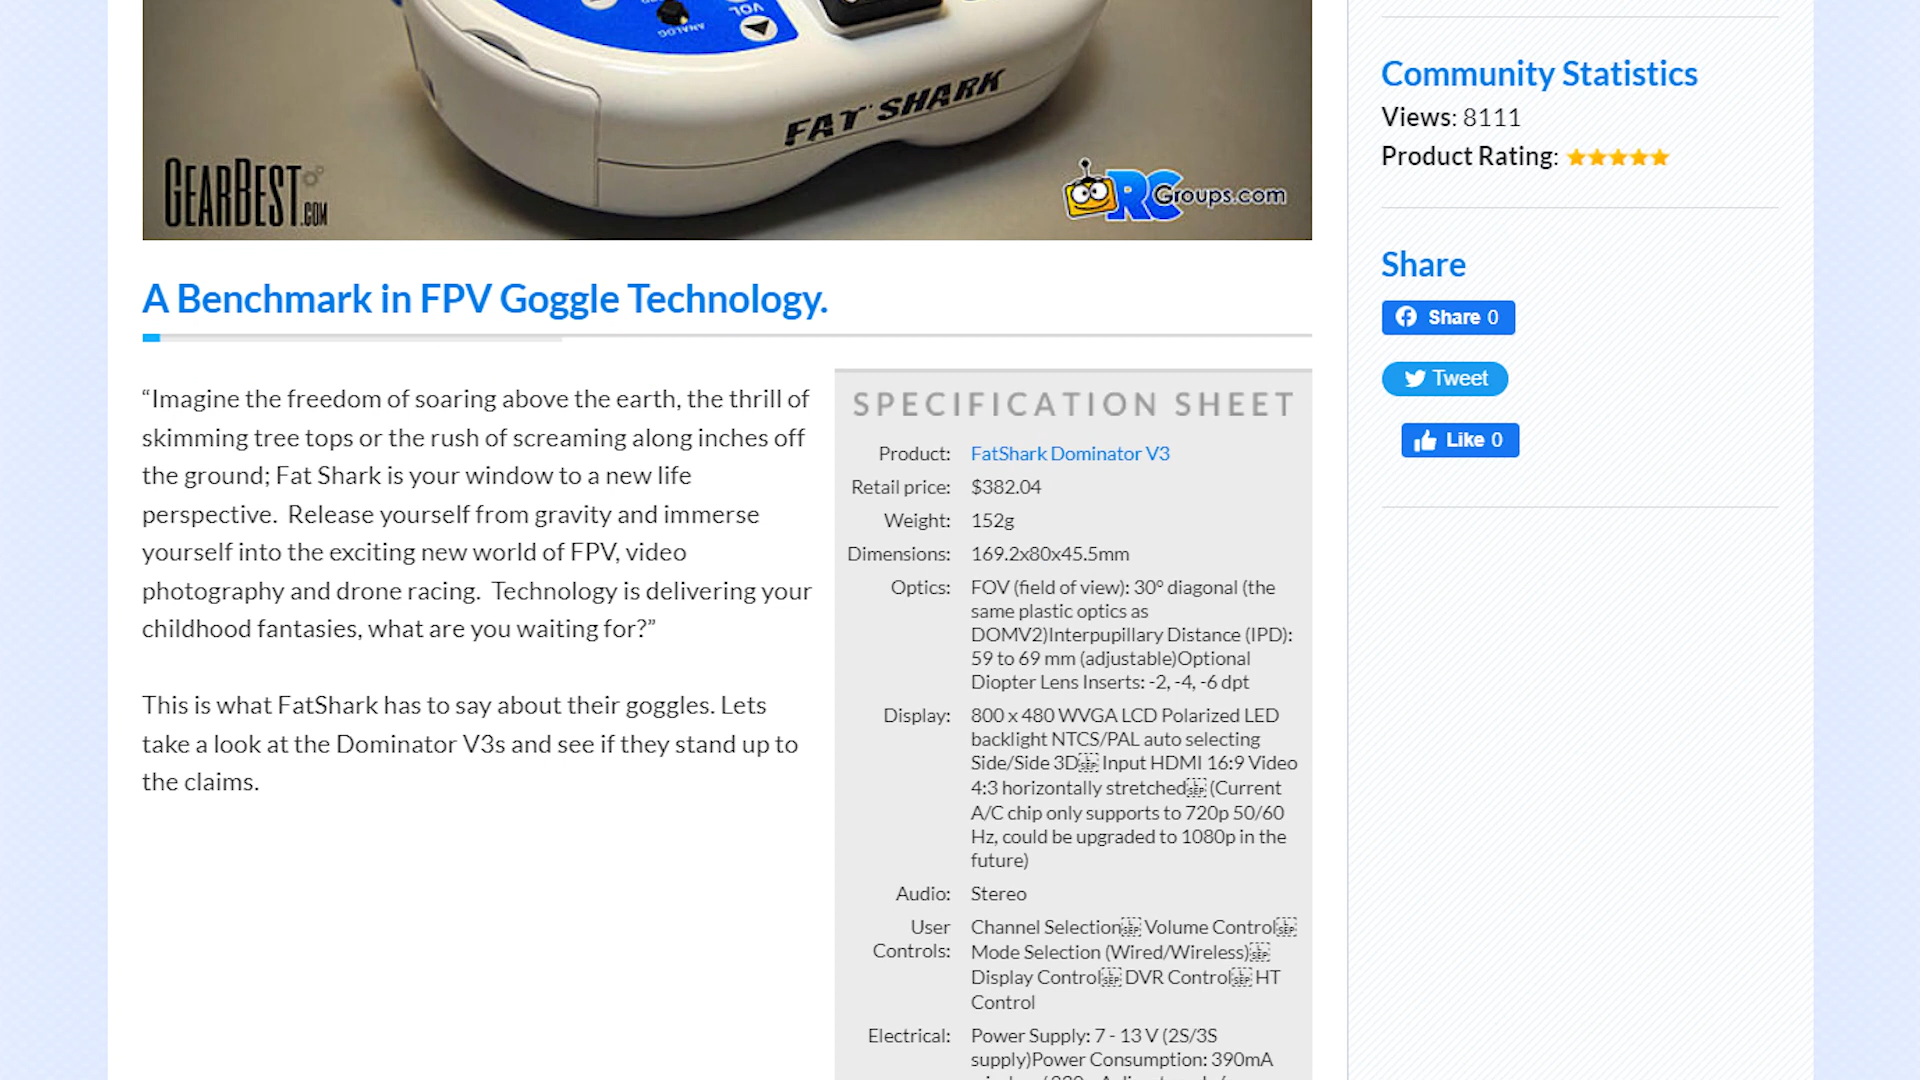 VOL
ANALOG
FAT SHARK
GEARBEST.COM
RCGroups.com
A Benchmark in FPV Goggle Technology.
“Imagine the freedom of soaring above the earth, the thrill of
skimming tree tops or the rush of screaming along inches off
the ground; Fat Shark is your window to a new life
perspective.  Release yourself from gravity and immerse
yourself into the exciting new world of FPV, video
photography and drone racing.  Technology is delivering your
childhood fantasies, what are you waiting for?”
This is what FatShark has to say about their goggles. Lets
take a look at the Dominator V3s and see if they stand up to
the claims.
SPECIFICATION SHEET
Product: FatShark Dominator V3
Retail price: $382.04
Weight: 152g
Dimensions: 169.2x80x45.5mm
Optics: FOV (field of view): 30° diagonal (the
same plastic optics as
DOMV2)Interpupillary Distance (IPD):
59 to 69 mm (adjustable)Optional
Diopter Lens Inserts: -2, -4, -6 dpt
Display: 800 x 480 WVGA LCD Polarized LED
backlight NTCS/PAL auto selecting
Side/Side 3D Input HDMI 16:9 Video
4:3 horizontally stretched (Current
A/C chip only supports to 720p 50/60
Hz, could be upgraded to 1080p in the
future)
Audio: Stereo
User Channel Selection Volume Control
Controls: Mode Selection (Wired/Wireless)
Display Control DVR Control HT
Control
Electrical: Power Supply: 7 - 13 V (2S/3S
supply)Power Consumption: 390mA
Community Statistics
Views: 8111
Product Rating:
Share
Share 0
Tweet
Like 0